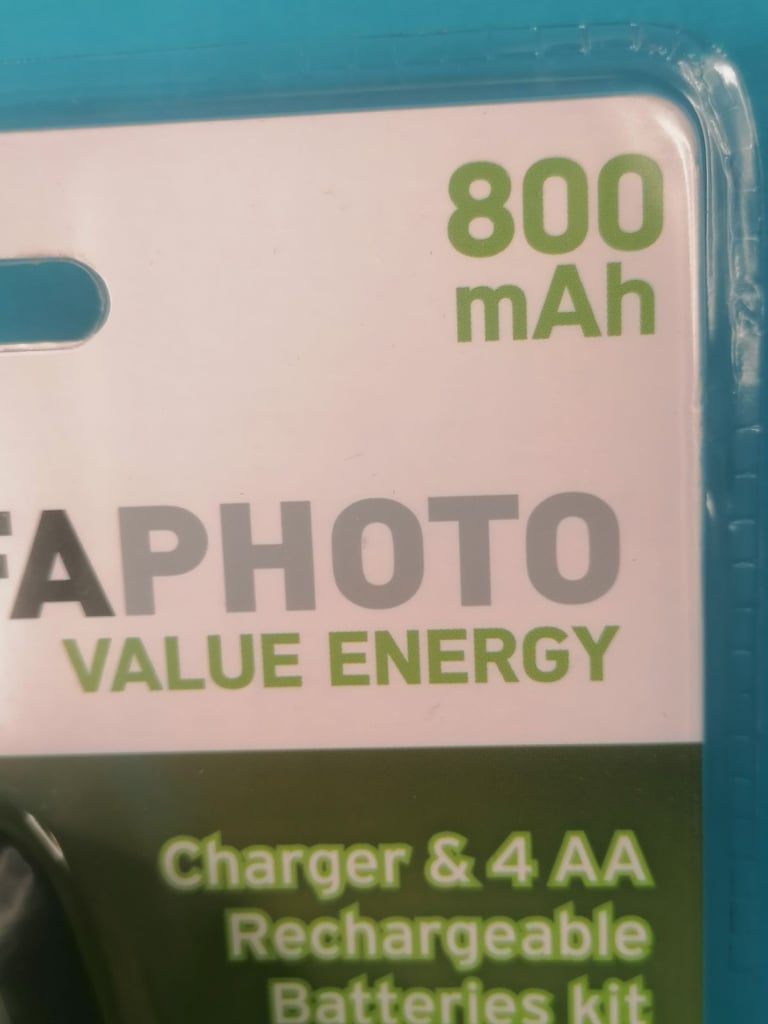 800
mAh
FAPHOTO
VALUE ENERGY
Charger & 4 AA
Rechargeable
Batteries kit